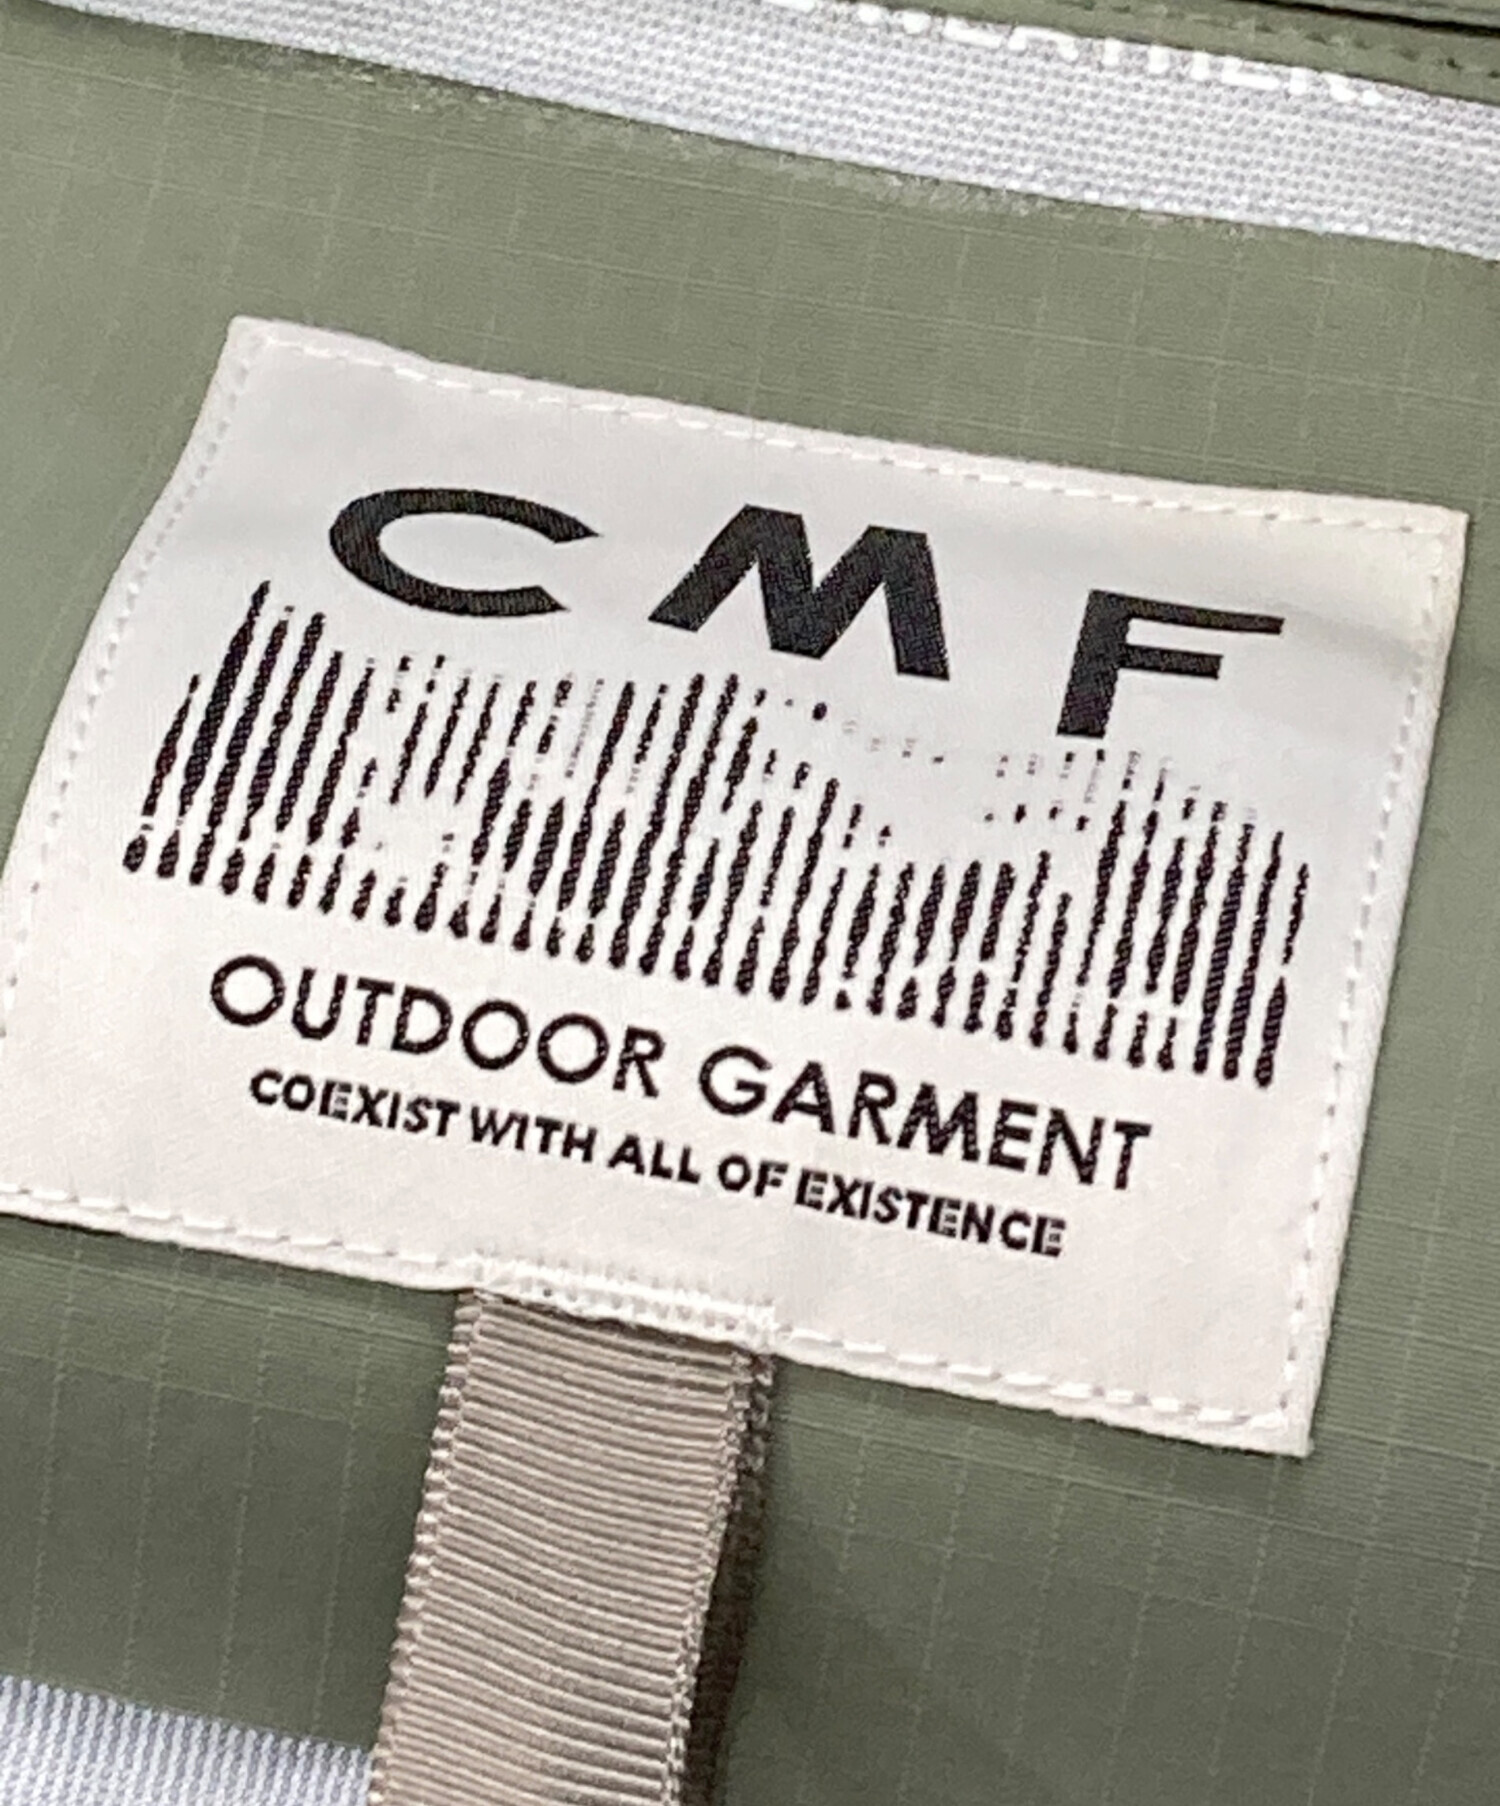 CMF
OUTDOOR GARMENT
COEXIST WITH ALL OF EXISTENCE